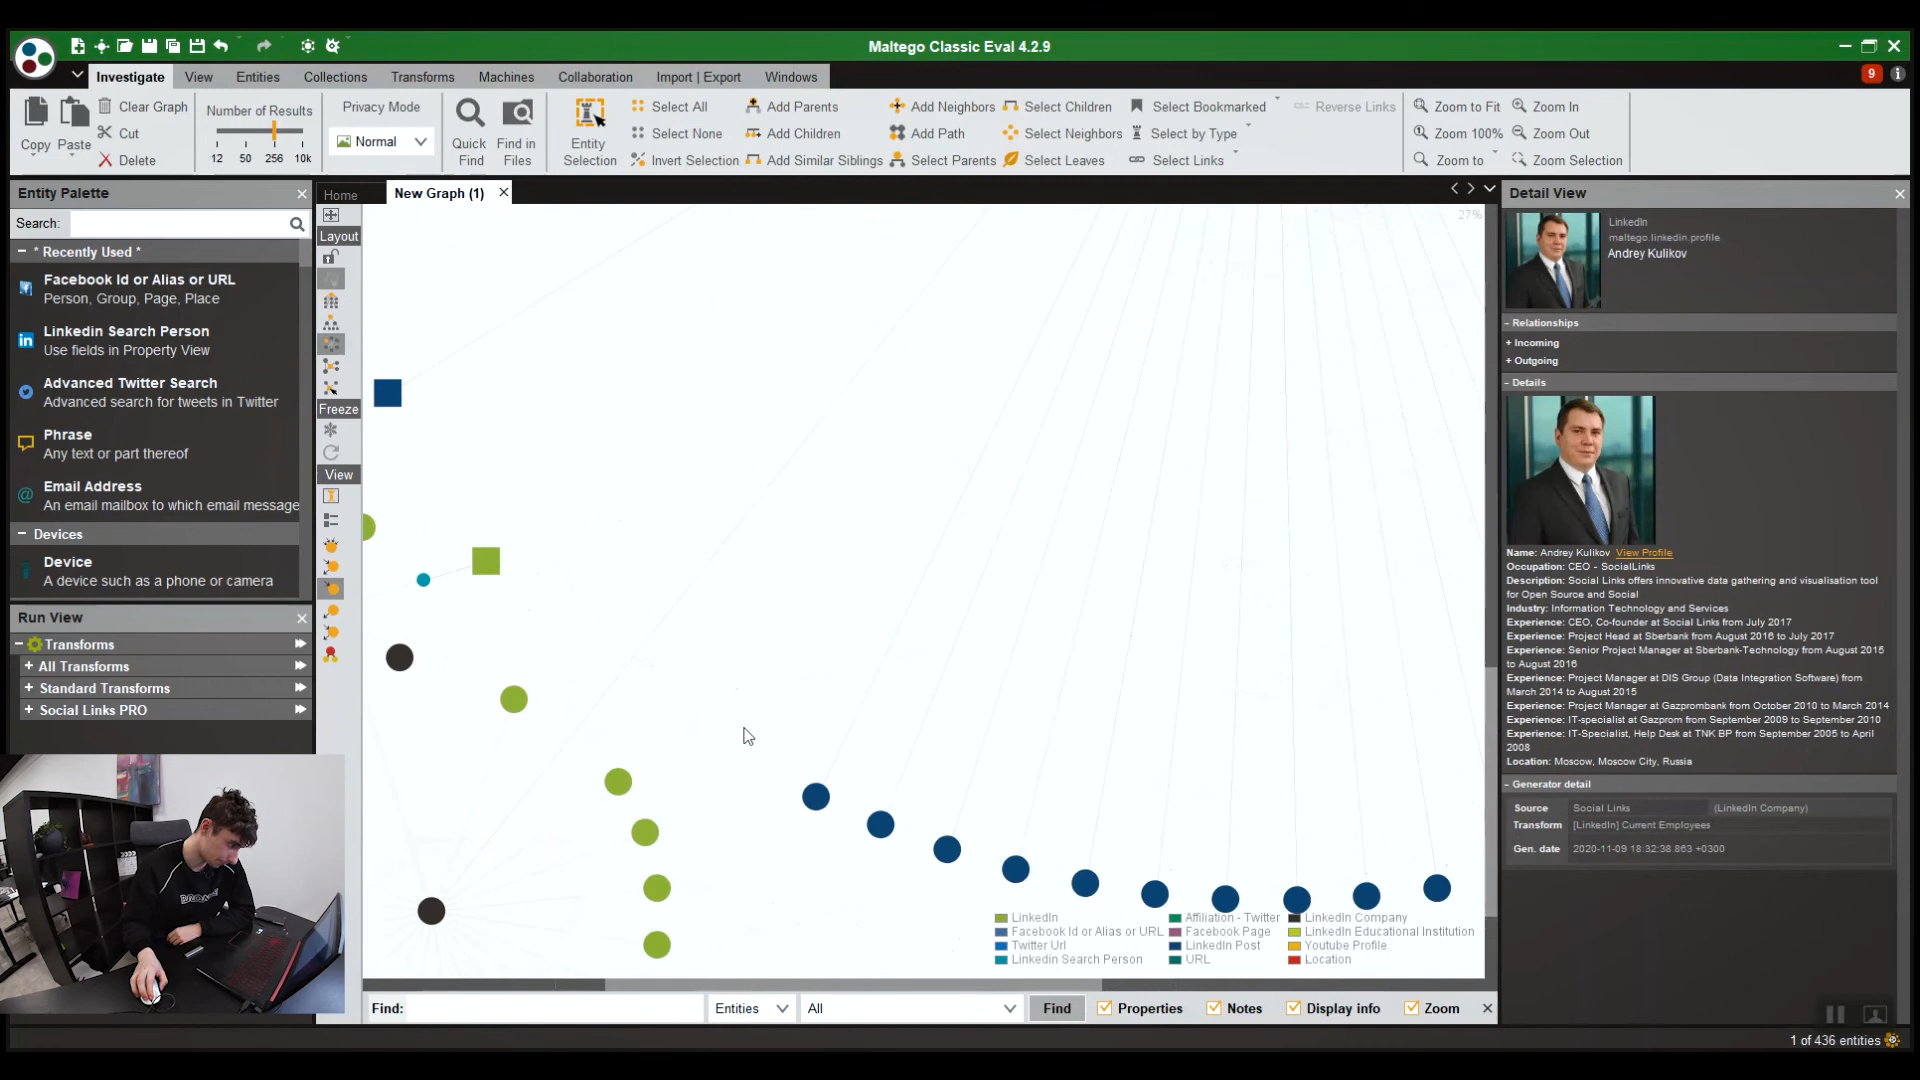 Maltego Classic Eval 4.2.9
Investigate View Entities Collections Transforms Machines Collaboration Import | Export Windows
9
Copy
Paste
Clear Graph
Cut
Delete
Number of Results
12 50 256 10k
Privacy Mode
Normal
Quick Find
Find in Files
Entity Selection
Select All
Select None
Invert Selection
Add Parents
Add Children
Add Similar Siblings
Add Neighbors
Add Path
Select Parents
Select Children
Select Neighbors
Select Leaves
Select Bookmarked
Select by Type
Select Links
Reverse Links
Zoom to Fit
Zoom 100%
Zoom to
Zoom In
Zoom Out
Zoom Selection
Entity Palette
Search:
* Recently Used *
Facebook Id or Alias or URL
Person, Group, Page, Place
Linkedin Search Person
Use fields in Property View
Advanced Twitter Search
Advanced search for tweets in Twitter
Phrase
Any text or part thereof
Email Address
An email mailbox to which email message
Devices
Device
A device such as a phone or camera
Run View
Transforms
+ All Transforms
+ Standard Transforms
+ Social Links PRO
Home
New Graph (1)
Layout
Freeze
View
27%
LinkedIn
Facebook Id or Alias or URL
Twitter Url
Linkedin Search Person
Affiliation - Twitter
Facebook Page
LinkedIn Post
URL
LinkedIn Company
LinkedIn Educational Institution
Youtube Profile
Location
Find:
Entities
All
Find
Properties
Notes
Display info
Zoom
Detail View
LinkedIn
maltego.linkedin.profile
Andrey Kulikov
- Relationships
+ Incoming
+ Outgoing
- Details
Name: Andrey Kulikov View Profile
Occupation: CEO - SocialLinks
Description: Social Links offers innovative data gathering and visualisation tool
for Open Source and Social
Industry: Information Technology and Services
Experience: CEO, Co-founder at Social Links from July 2017
Experience: Project Head at Sberbank from August 2016 to July 2017
Experience: Senior Project Manager at Sberbank-Technology from August 2015
to August 2016
Experience: Project Manager at DIS Group (Data Integration Software) from
March 2014 to August 2015
Experience: Project Manager at Gazprombank from October 2010 to March 2014
Experience: IT-specialist at Gazprom from September 2009 to September 2010
Experience: IT-Specialist, Help Desk at TNK BP from September 2005 to April
2008
Location: Moscow, Moscow City, Russia
- Generator detail
Source Social Links (LinkedIn Company)
Transform [LinkedIn] Current Employees
Gen. date 2020-11-09 18:32:38.863 +0300
1 of 436 entities